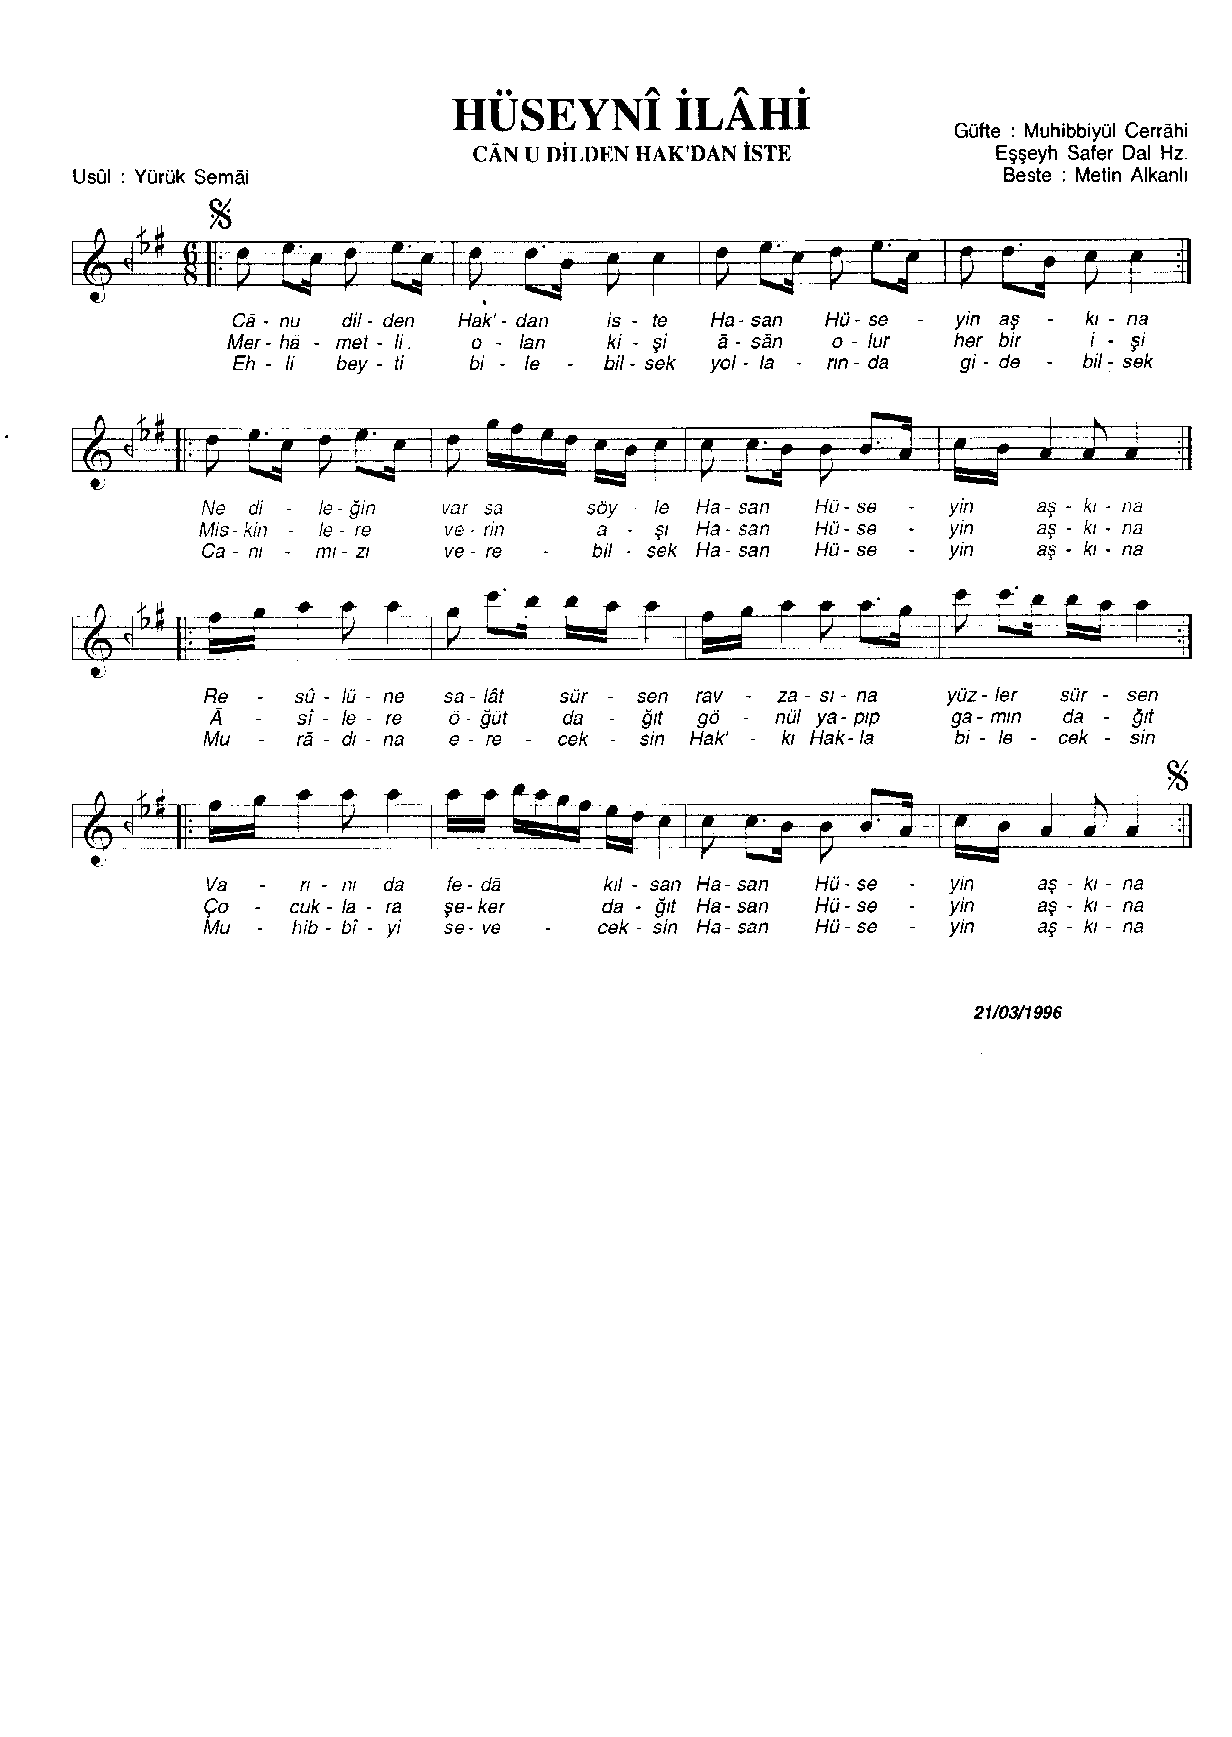 HÜSEYNÎ İLÂHİ
CÂN U DİLDEN HAK'DAN İSTE
Güfte : Muhibbiyül Cerrâhi
Eşşeyh Safer Dal Hz.
Usûl : Yürük Semâi
Beste : Metin Alkanlı
6
8
Câ - nu dil - den Hak' - dan is - te Ha - san Hü - se - yin aş - kı - na
Mer - hâ - met - li. o - lan ki - şi â - sân o - lur her bir i - şi
Eh - li bey - ti bi - le - bil - sek yol - la - rın - da gi - de - bil - sek
Ne di - le - ğin var sa söy - le Ha - san Hü - se - yin aş - kı - na
Mis - kin - le - re ve - rin a - şı Ha - san Hü - se - yin aş - kı - na
Ca - nı - mı - zı ve - re - bil - sek Ha - san Hü - se - yin aş - kı - na
Re - sû - lü - ne sa - lât sür - sen rav - za - sı - na yüz - ler sür - sen
Â - sî - le - re ö - ğüt da - ğıt gö - nül ya - pıp ga - mın da - ğıt
Mu - râ - dı - na e - re - cek - sin Hak' - kı Hak - la bi - le - cek - sin
Va - rı - nı da fe - dâ kıl - san Ha - san Hü - se - yin aş - kı - na
Ço - cuk - la - ra şe - ker da - ğıt Ha - san Hü - se - yin aş - kı - na
Mu - hib - bî - yi se - ve - cek - sin Ha - san Hü - se - yin aş - kı - na
21/03/1996